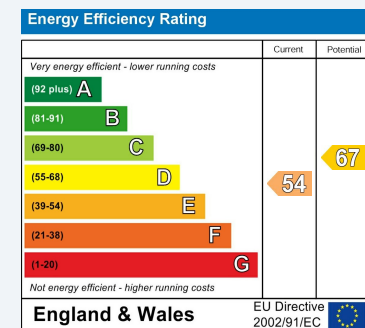 Energy Efficiency Rating
Current Potential
Very energy efficient - lower running costs
(92 plus) A
(81-91) B
(69-80) C
(55-68) D
(39-54) E
(21-38) F
(1-20) G
54
67
Not energy efficient - higher running costs
England & Wales
EU Directive
2002/91/EC